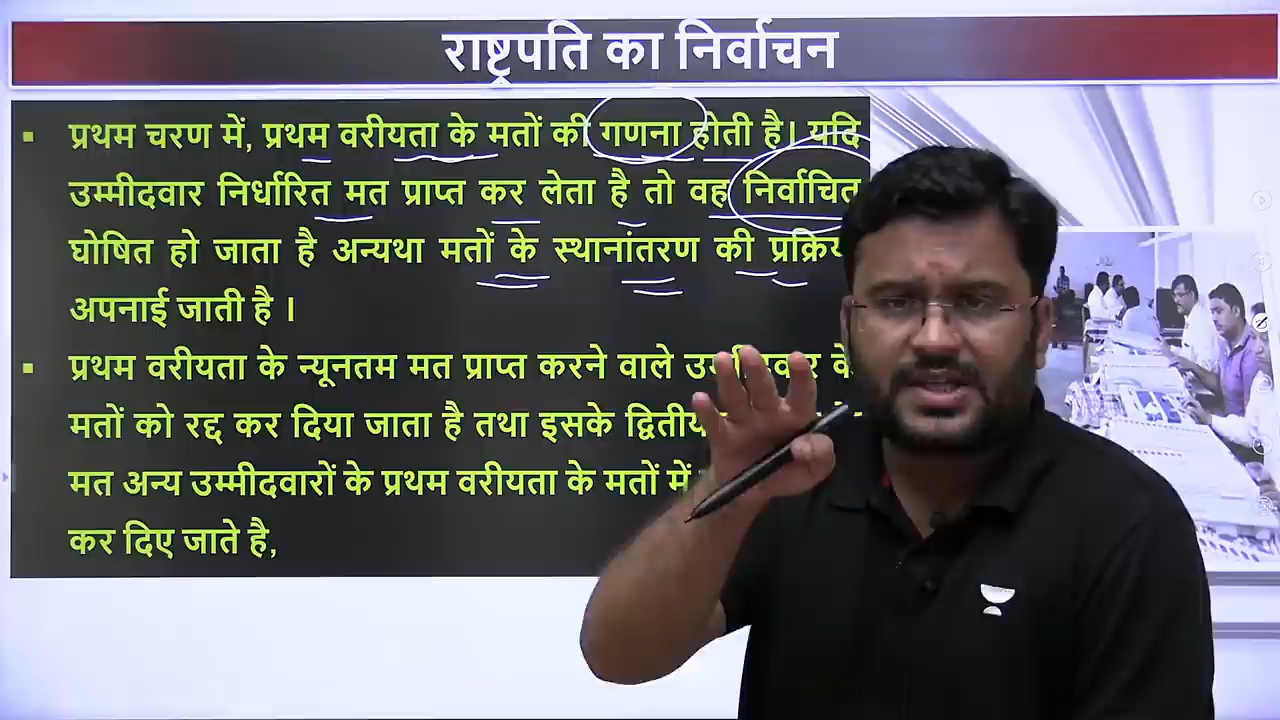 राष्ट्रपति का निर्वाचन
▪ प्रथम चरण में, प्रथम वरीयता के मतों की गणना होती है। यदि
उम्मीदवार निर्धारित मत प्राप्त कर लेता है तो वह निर्वाचित
घोषित हो जाता है अन्यथा मतों के स्थानांतरण की
अपनाई जाती है ।
▪ प्रथम वरीयता के न्यूनतम मत प्राप्त करने वाले
मतों को रद्द कर दिया जाता है तथा इसके
मत अन्य उम्मीदवारों के प्रथम वरीयता के मतों में
कर दिए जाते है,